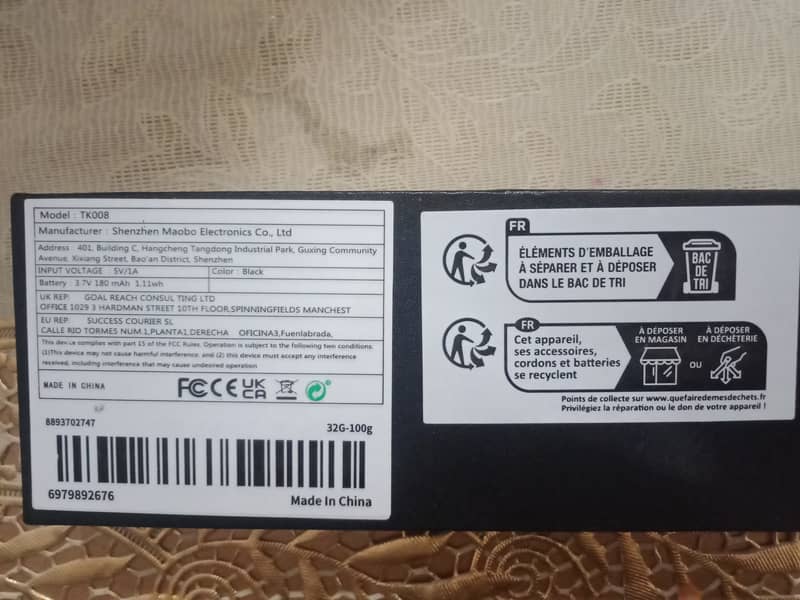 Model : TK008
Manufacturer : Shenzhen Maobo Electronics Co., Ltd
Address : 401, Building C, Hangcheng Tangdong Industrial Park, Guxing Community
Avenue, Xixiang Street, Bao'an District, Shenzhen
INPUT VOLTAGE 5V/1A
Color : Black
Battery : 3.7V 180 mAh 1.11wh
UK REP: GOAL REACH CONSUL TING LTD
OFFICE 1029 3 HARDMAN STREET 10TH FLOOR,SPINNINGFIELDS MANCHEST
EU REP: SUCCESS COURIER SL
CALLE RID TORMES NUM.1,PLANTA1,DERECHA OFICINA3,Fuenlabrada,
This device complies with part 15 of the FCC Rules. Operation is subject to the following two conditions.
(1)This device may not cause harmful interference. and (2) this device must accept any interference
received, including interference that may cause undesired operation
MADE IN CHINA
FC CE UK CA
8893702747
32G-100g
6979892676
Made In China
FR
ÉLÉMENTS D'EMBALLAGE
À SÉPARER ET À DÉPOSER
DANS LE BAC DE TRI
BAC
DE
TRI
FR
Cet appareil,
ses accessoires,
cordons et batteries
se recyclent
À DÉPOSER
EN MAGASIN
OU
À DÉPOSER
EN DÉCHÈTERIE
Points de collecte sur www.quefairedemesdechets.fr
Privilégiez la réparation ou le don de votre appareil !